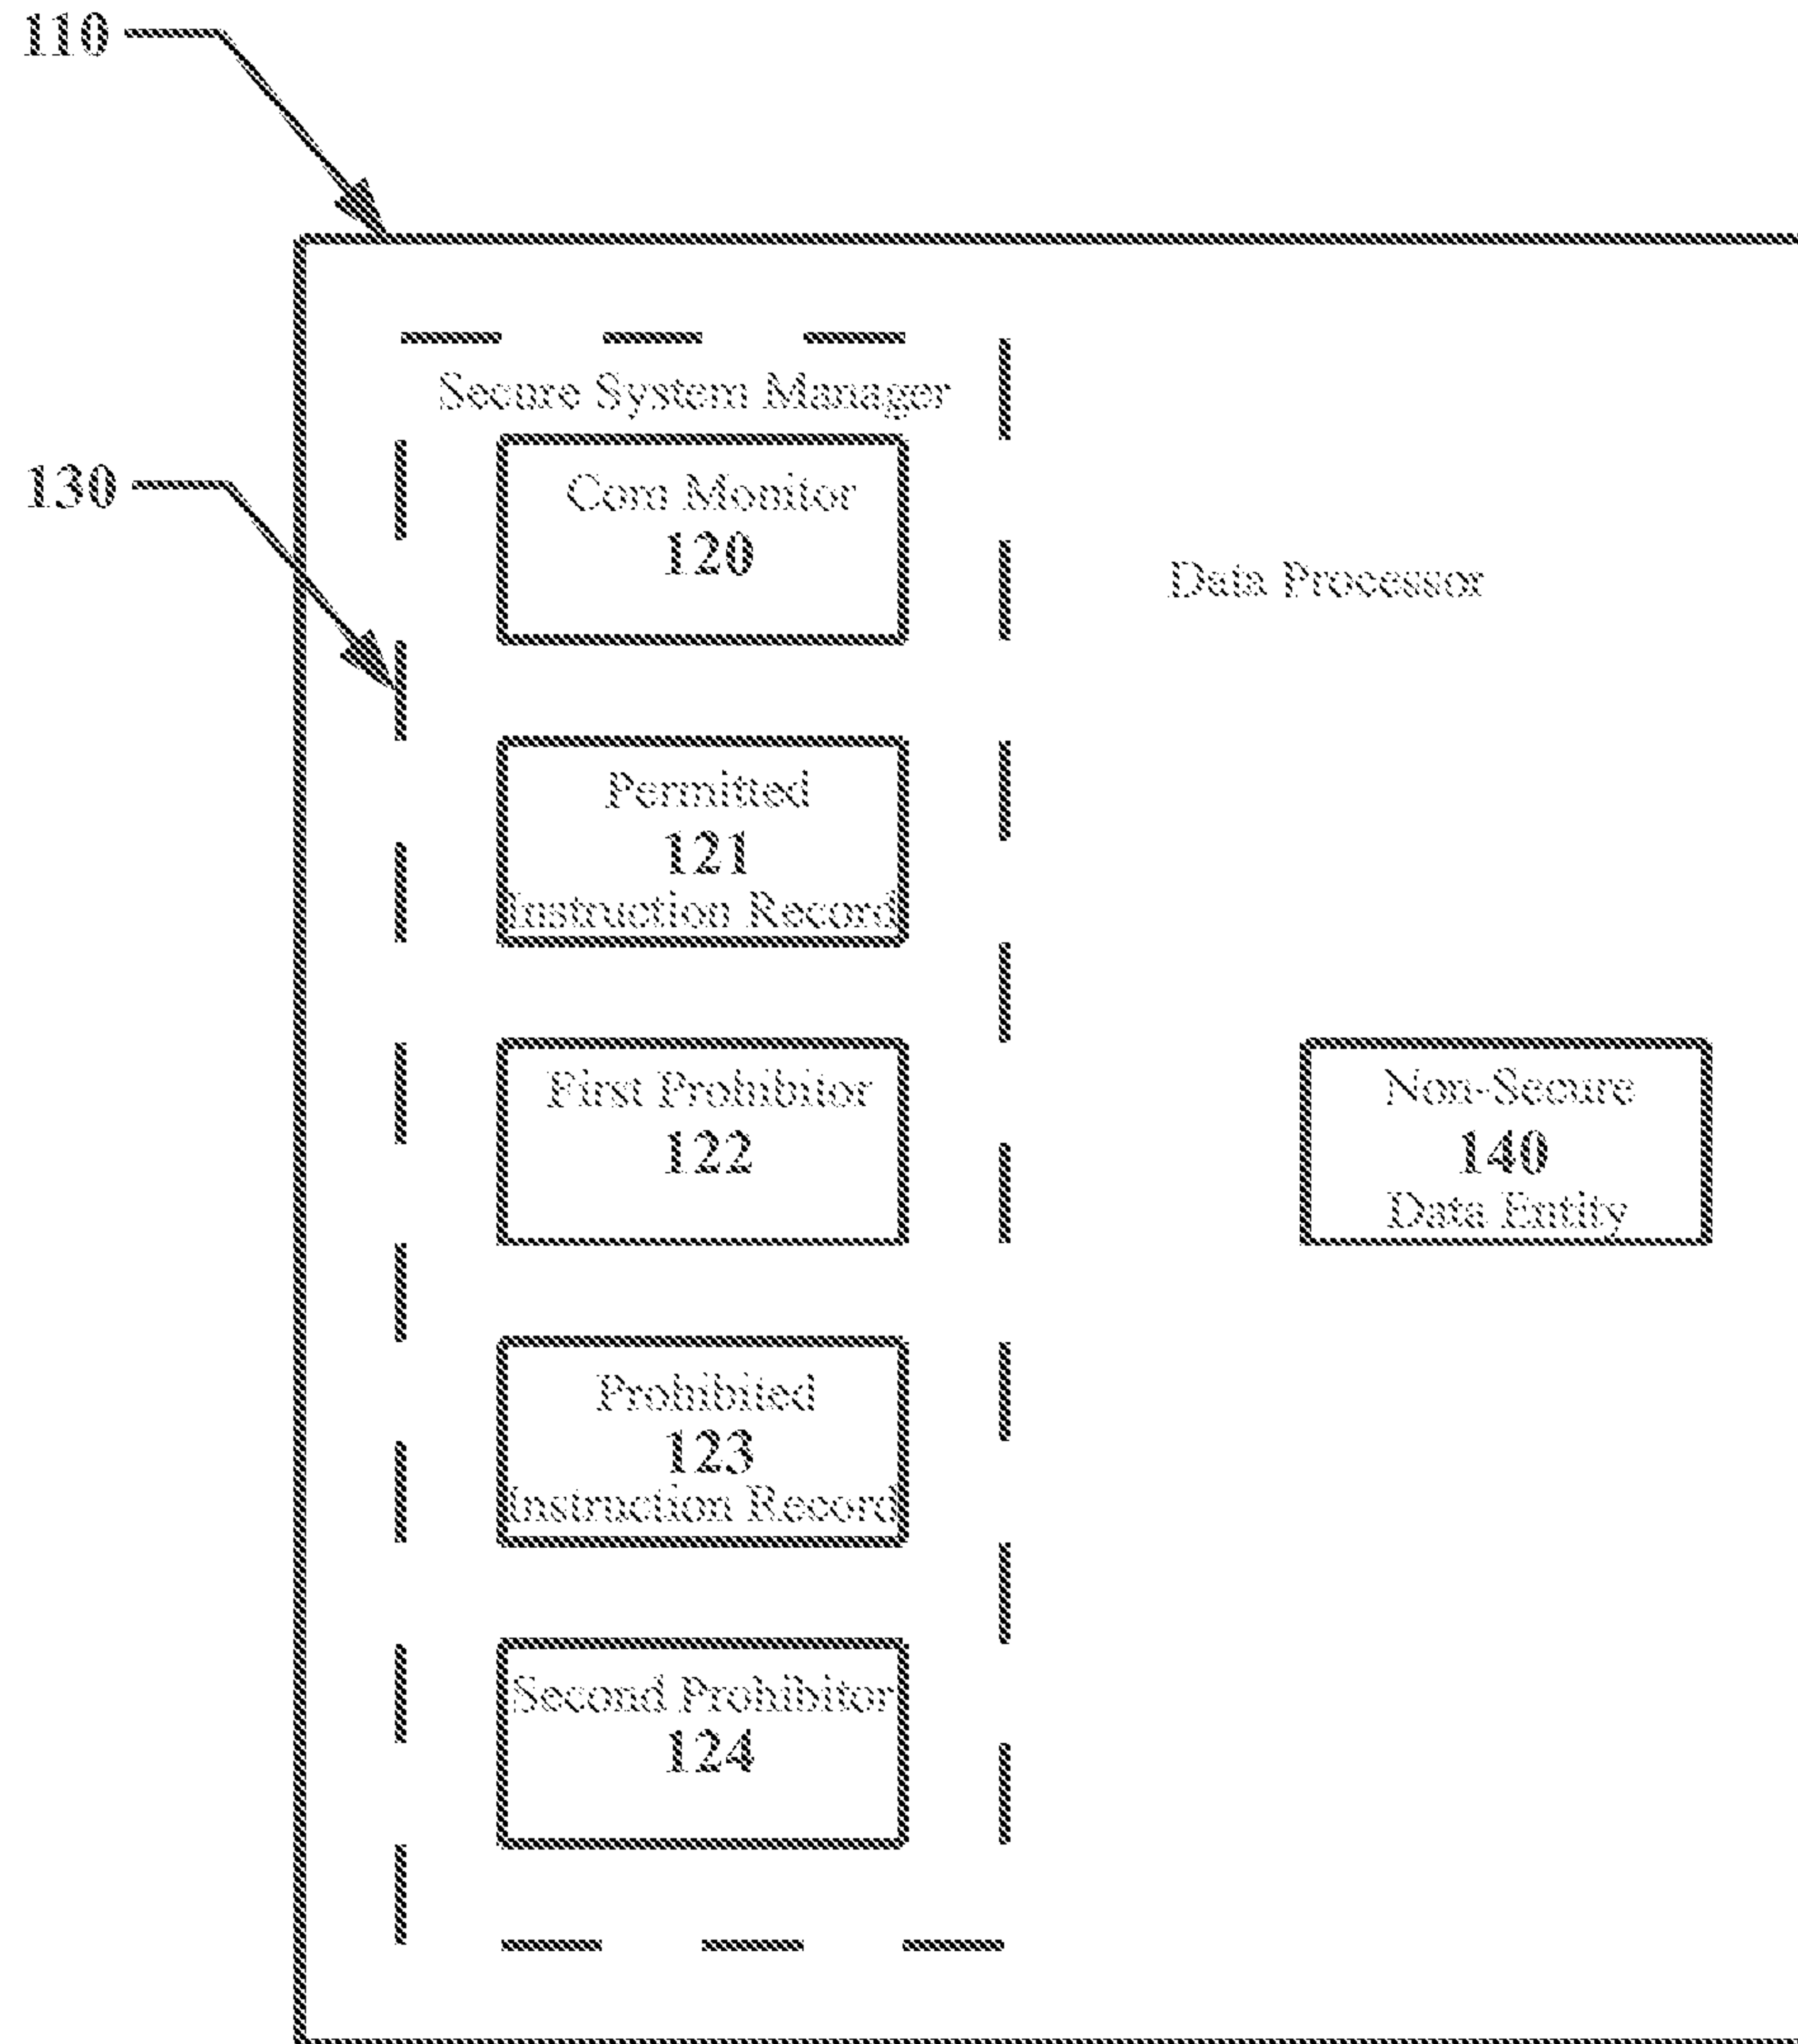 110
Secure System Manager
130
Com Monitor
120
Data Processor
Permitted
121
Instruction Record
First Prohibitor
122
Non-Secure
140
Data Entity
Prohibited
123
Instruction Record
Second Prohibitor
124